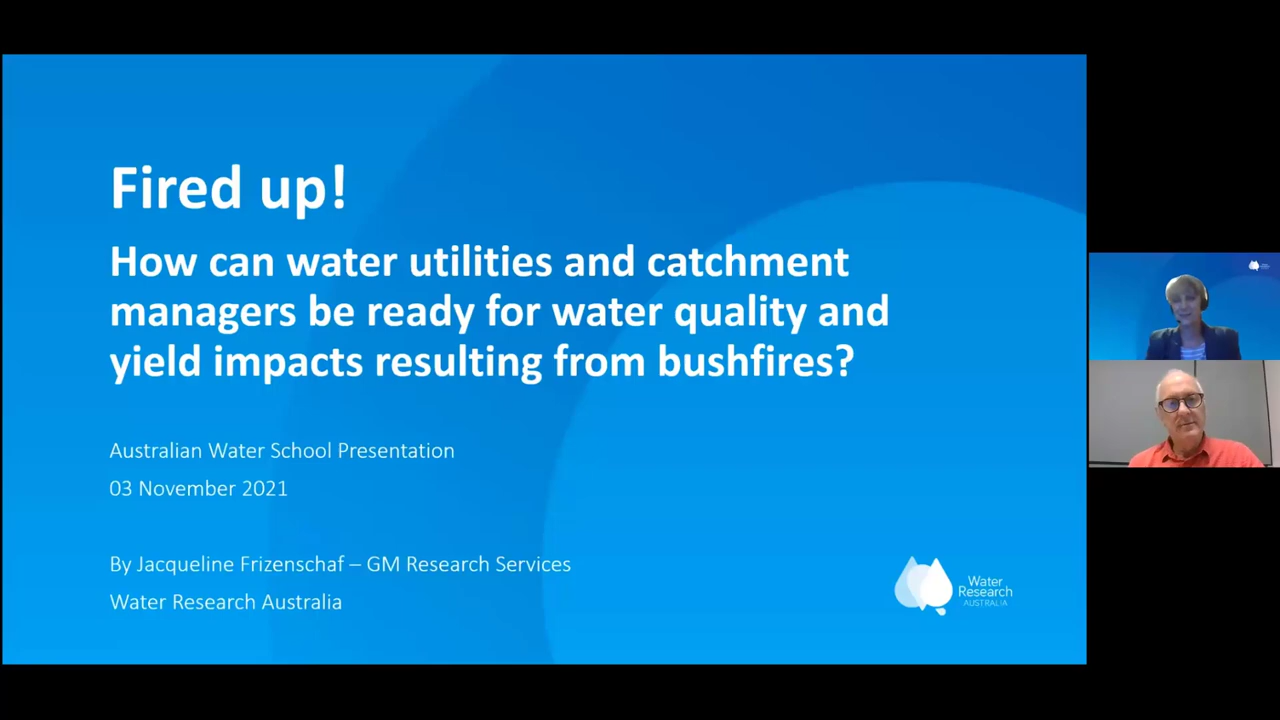 Fired up!
How can water utilities and catchment
managers be ready for water quality and
yield impacts resulting from bushfires?
Australian Water School Presentation
03 November 2021
By Jacqueline Frizenschaf – GM Research Services
Water Research Australia
Water
Research
AUSTRALIA